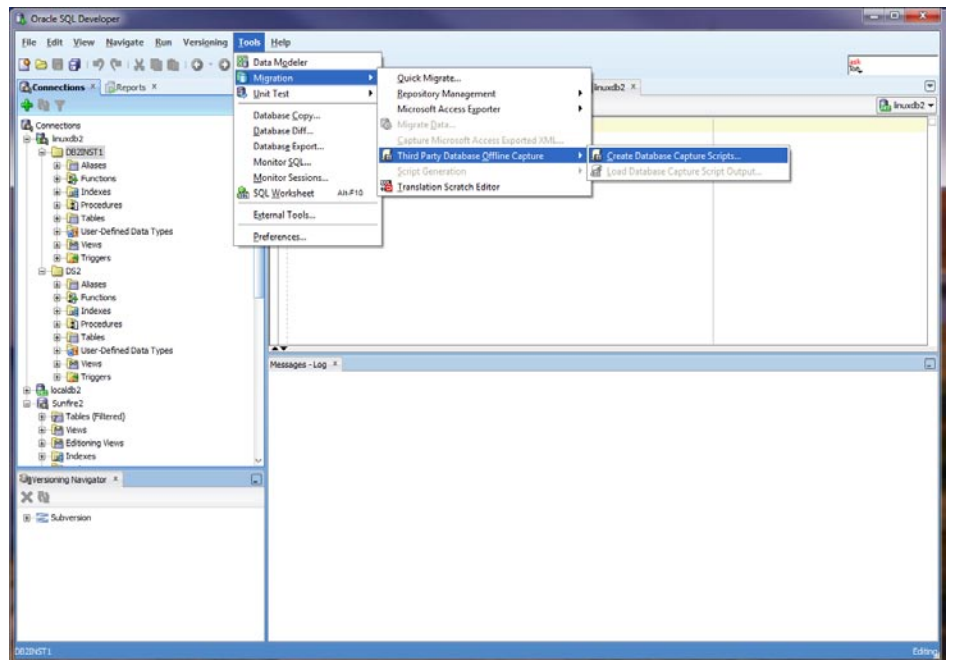 Oracle SQL Developer
File Edit View Navigate Run Versioning Tools Help
Connections Reports
linuxdb2
linuxdb2
Data Modeler
Migration
Unit Test
Database Copy...
Database Diff...
Database Export...
Monitor SQL...
Monitor Sessions...
SQL Worksheet Alt-F10
External Tools...
Preferences...
Quick Migrate...
Repository Management
Microsoft Access Exporter
Migrate Data...
Capture Microsoft Access Exported XML...
Third Party Database Offline Capture
Script Generation
Translation Scratch Editor
Create Database Capture Scripts...
Load Database Capture Script Output...
Connections
linuxdb2
DB2INST1
Aliases
Functions
Indexes
Procedures
Tables
User-Defined Data Types
Views
Triggers
DS2
Aliases
Functions
Indexes
Procedures
Tables
User-Defined Data Types
Views
Triggers
localdb2
Sunfire2
Tables (Filtered)
Views
Editioning Views
Indexes
Messages - Log
Versioning Navigator
Subversion
DB2INST1
Editing